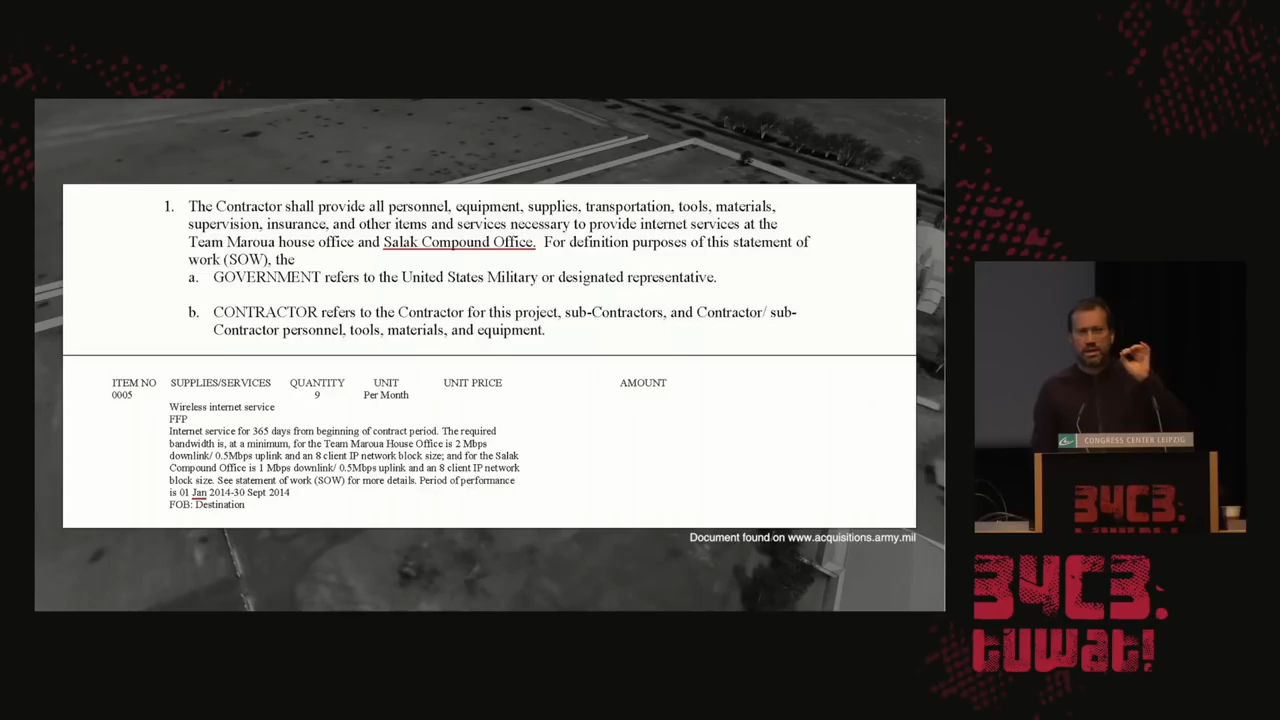 1. The Contractor shall provide all personnel, equipment, supplies, transportation, tools, materials,
supervision, insurance, and other items and services necessary to provide internet services at the
Team Maroua house office and Salak Compound Office. For definition purposes of this statement of
work (SOW), the
a. GOVERNMENT refers to the United States Military or designated representative.
b. CONTRACTOR refers to the Contractor for this project, sub-Contractors, and Contractor/ sub-
Contractor personnel, tools, materials, and equipment.
ITEM NO SUPPLIES/SERVICES QUANTITY UNIT UNIT PRICE AMOUNT
0005 9 Per Month
Wireless internet service
FFP
Internet service for 365 days from beginning of contract period. The required
bandwidth is, at a minimum, for the Team Maroua House Office is 2 Mbps
downlink/ 0.5Mbps uplink and an 8 client IP network block size; and for the Salak
Compound Office is 1 Mbps downlink/ 0.5Mbps uplink and an 8 client IP network
block size. See statement of work (SOW) for more details. Period of performance
is 01 Jan 2014-30 Sept 2014
FOB: Destination
Document found on www.acquisitions.army.mil
CONGRESS CENTER LEIPZIG
34C3.
34C3.
tuwat!